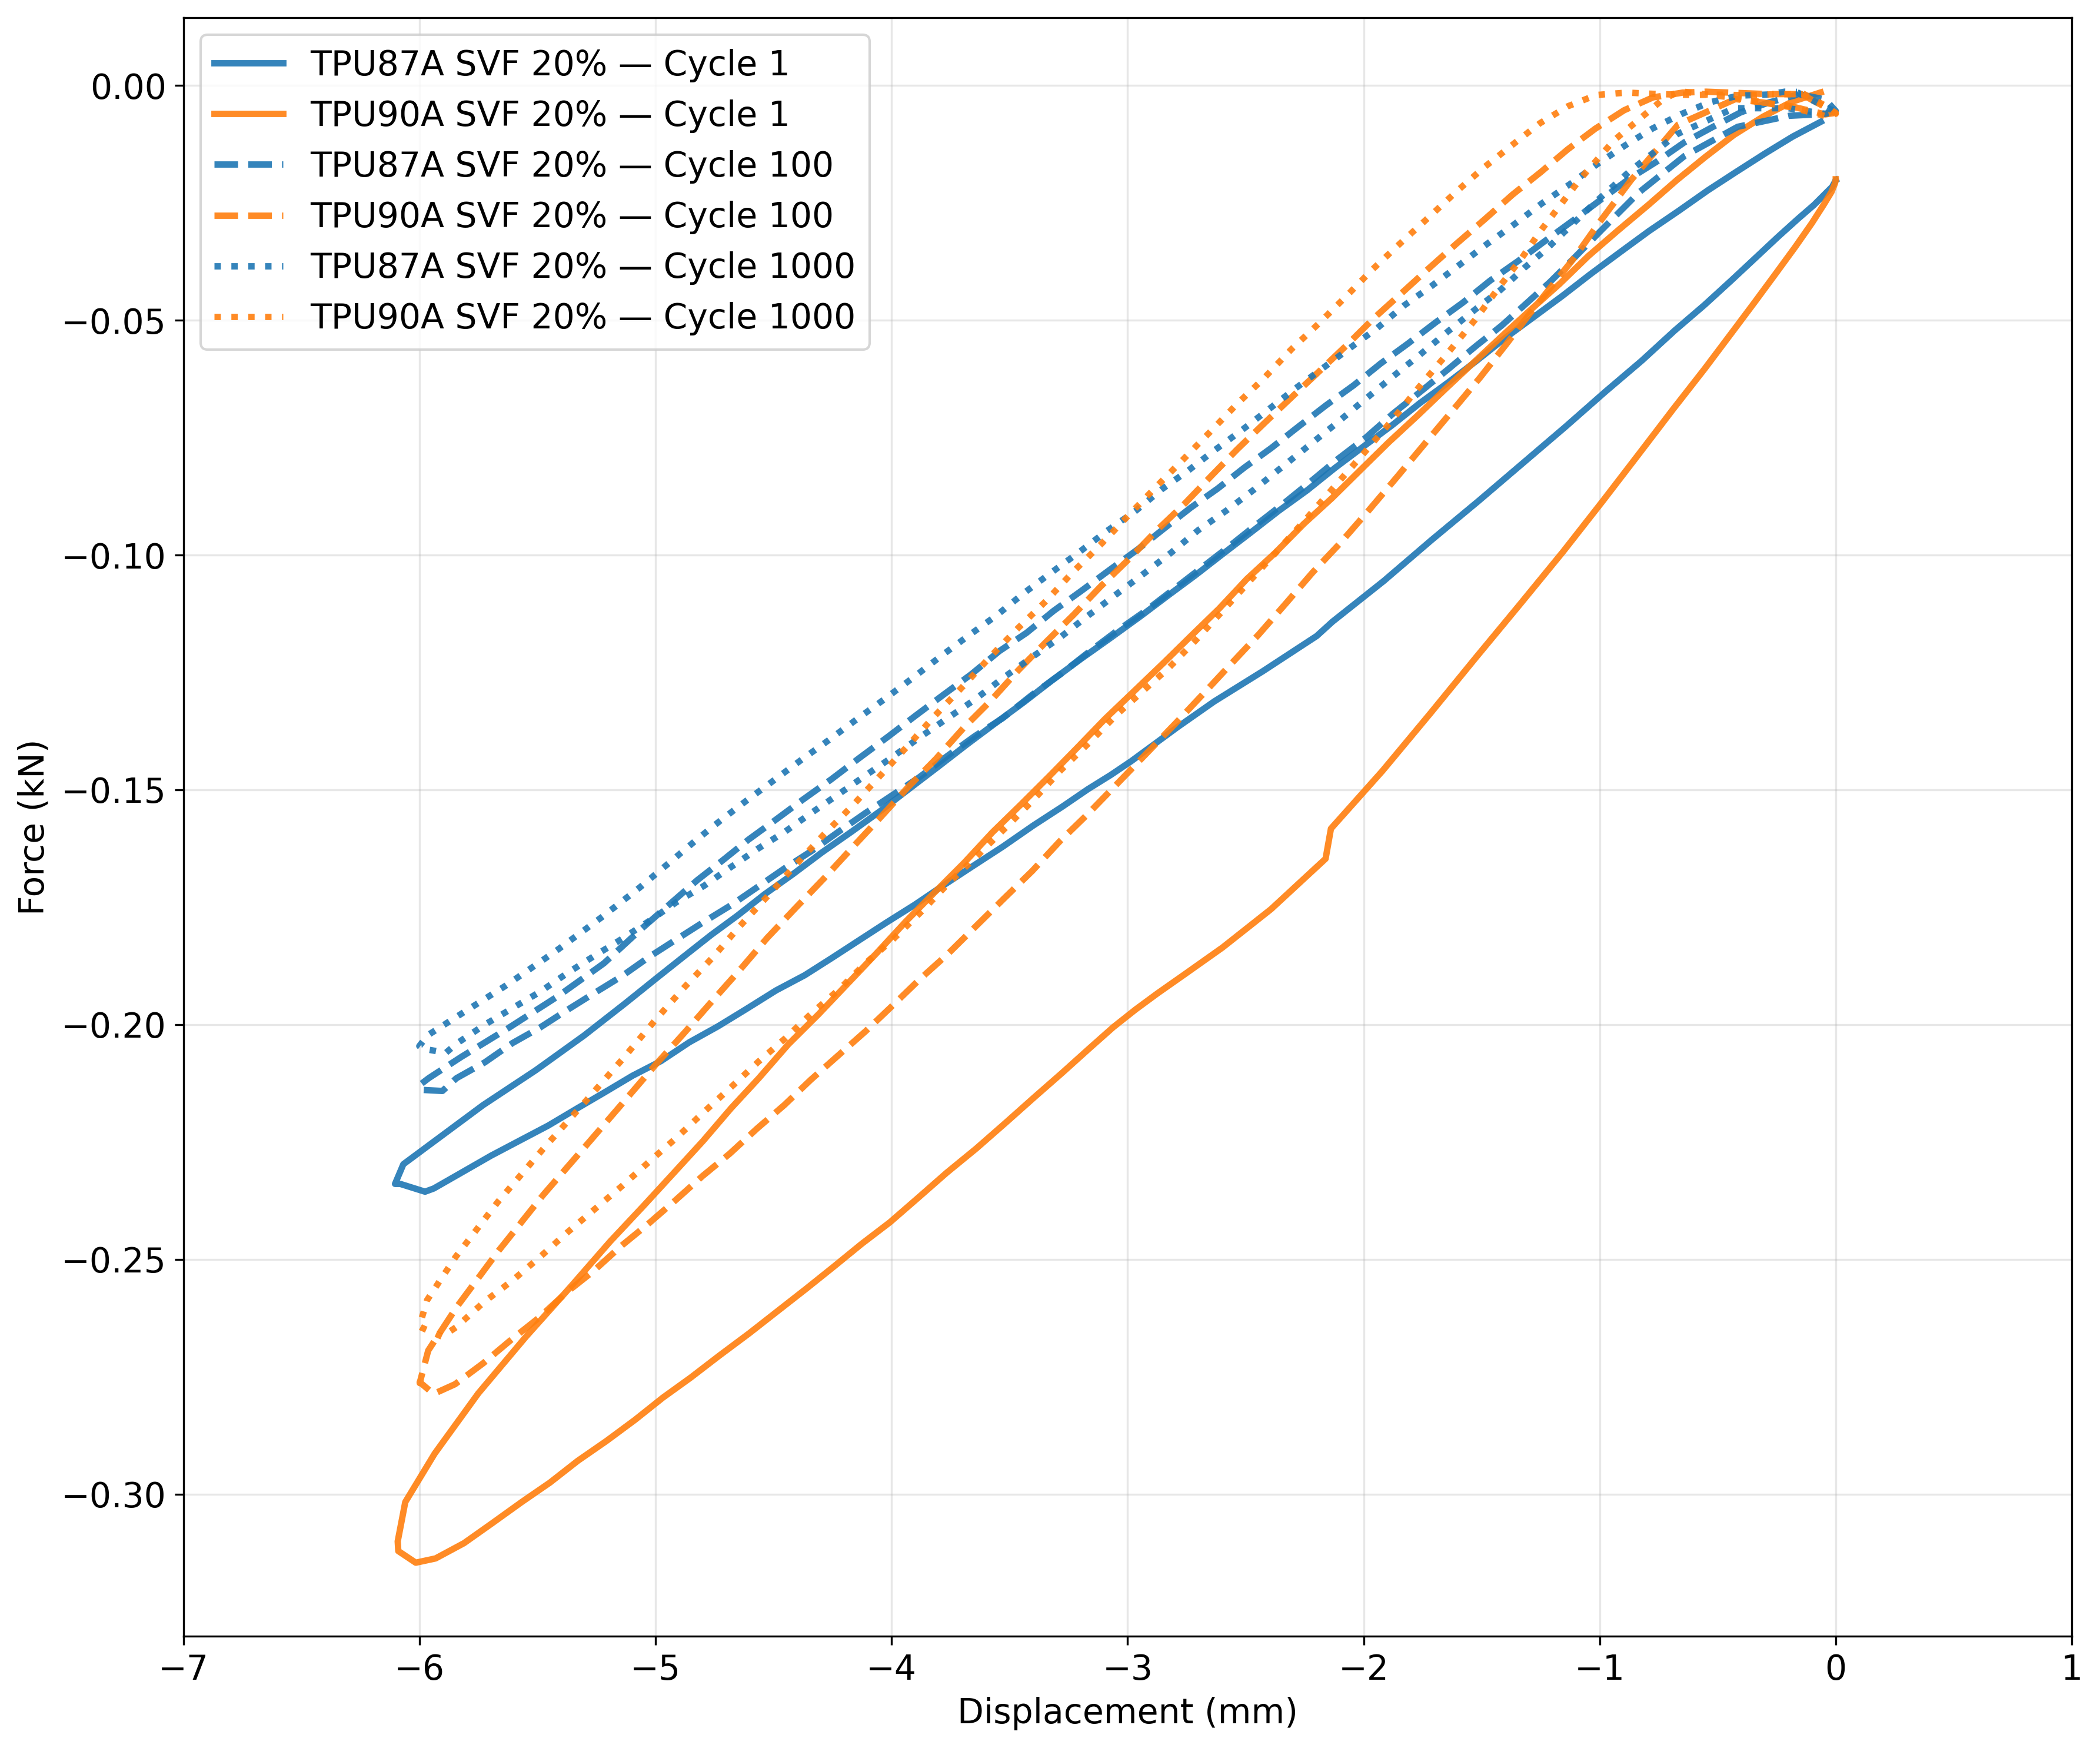 TPU87A SVF 20% — Cycle 1
TPU90A SVF 20% — Cycle 1
TPU87A SVF 20% — Cycle 100
TPU90A SVF 20% — Cycle 100
TPU87A SVF 20% — Cycle 1000
TPU90A SVF 20% — Cycle 1000
0.00
−0.05
−0.10
−0.15
−0.20
−0.25
−0.30
Force (kN)
−7 −6 −5 −4 −3 −2 −1 0 1
Displacement (mm)